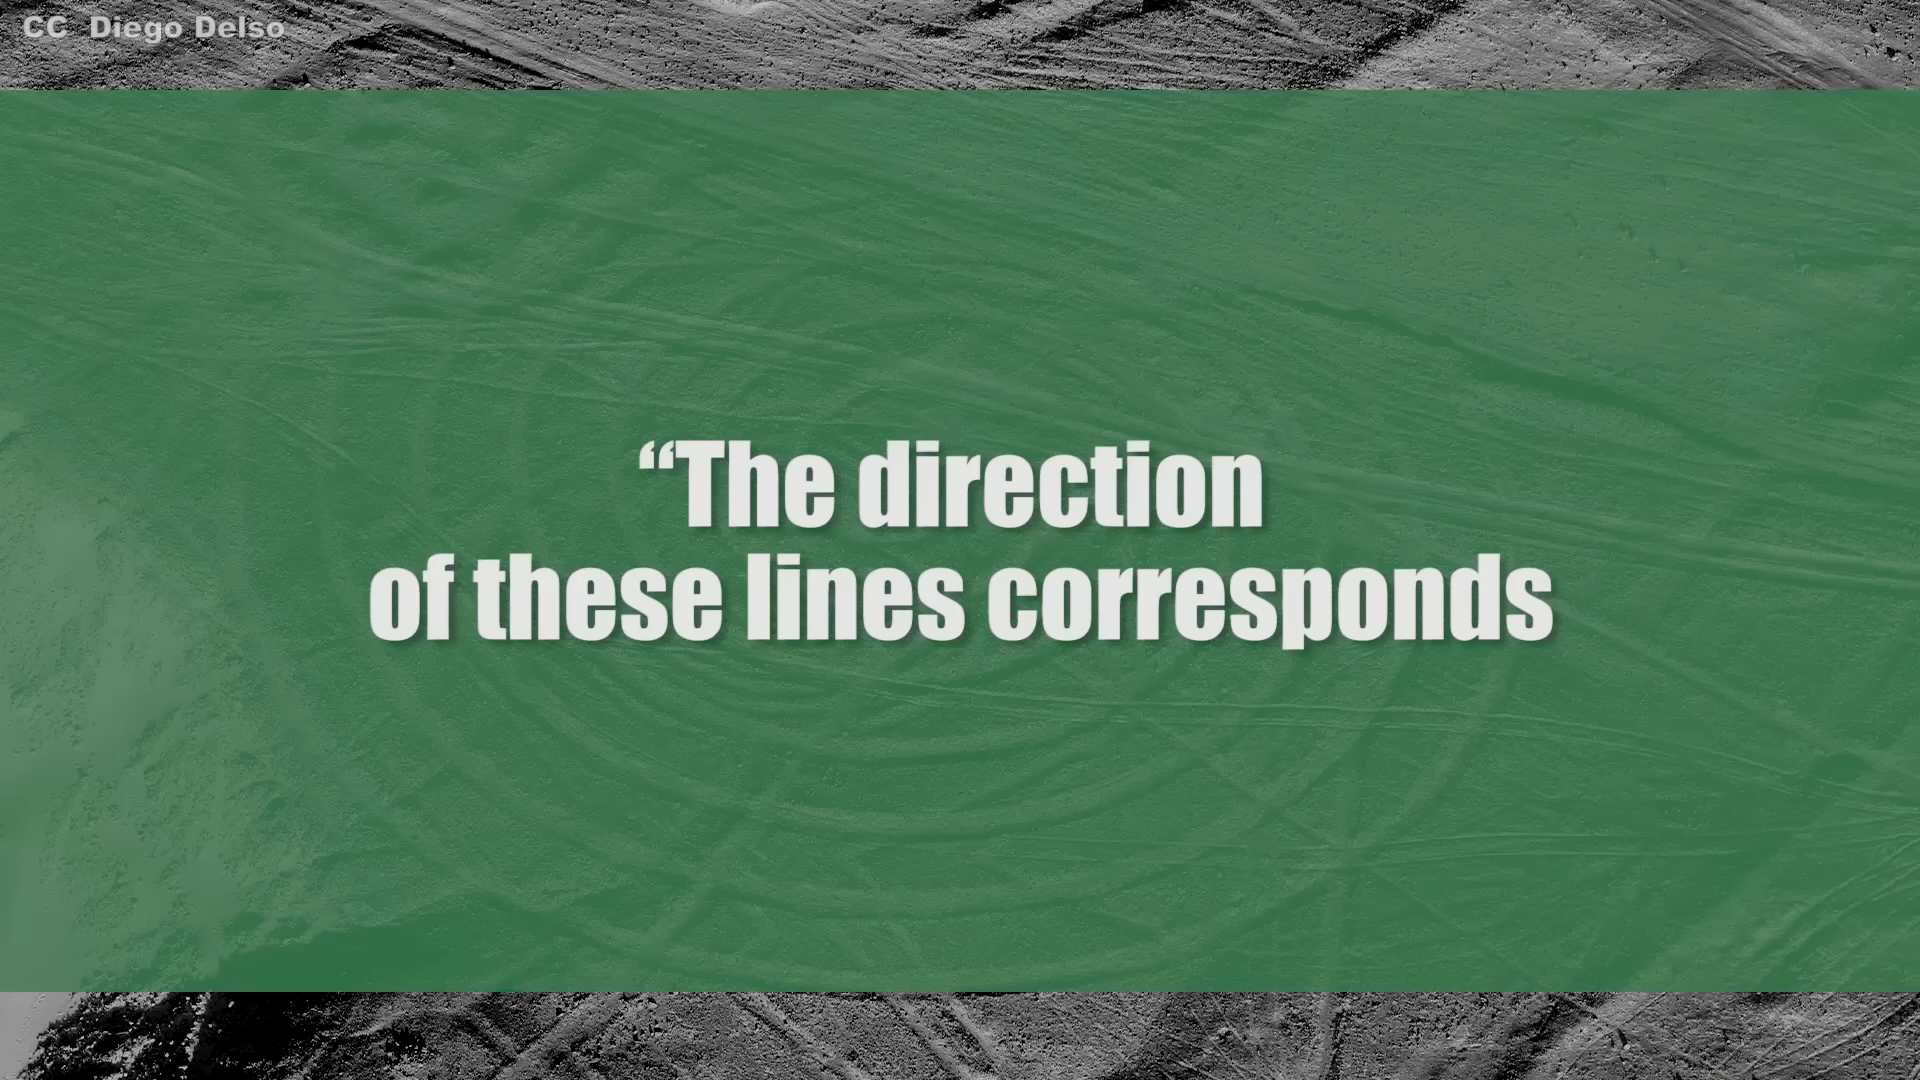 CC Diego Delso
“The direction
of these lines corresponds